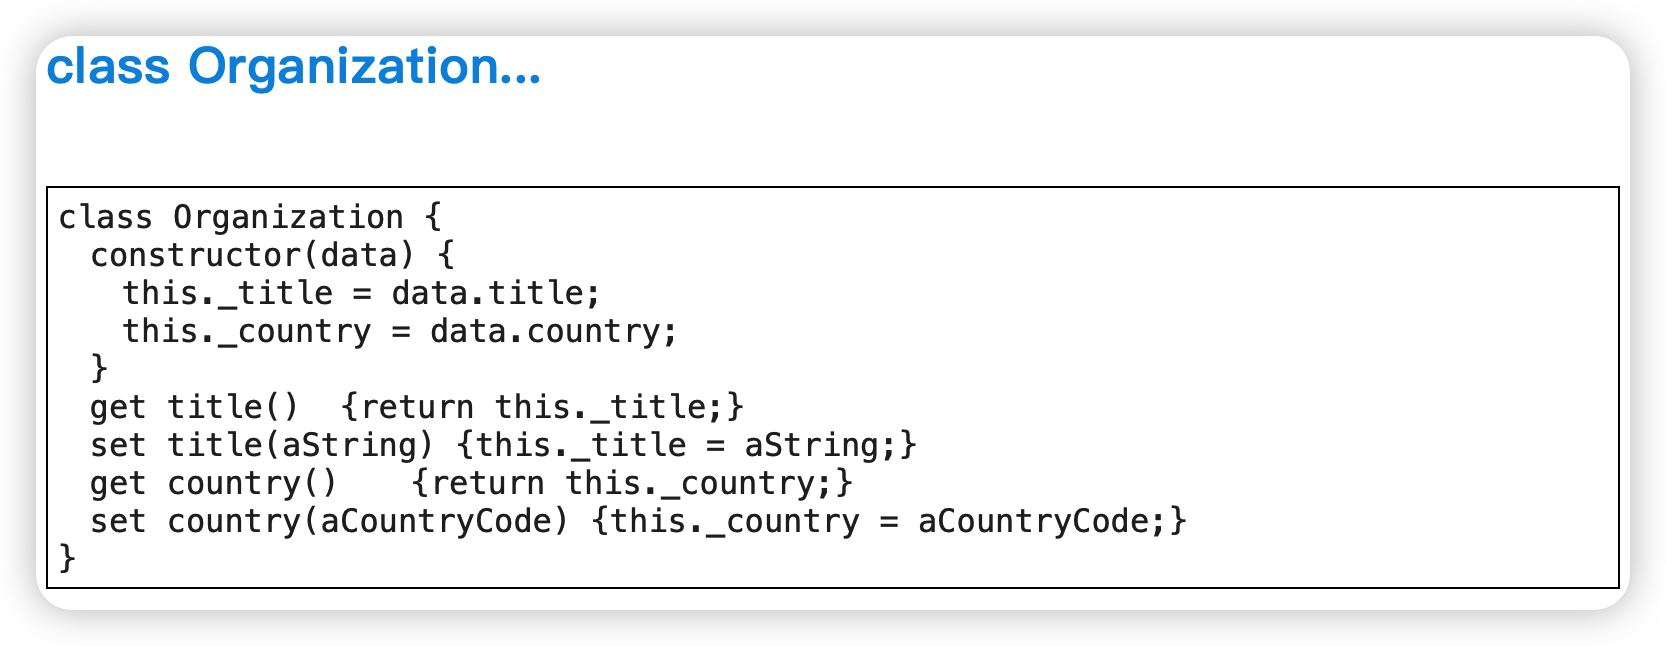 class Organization...
class Organization {
  constructor(data) {
    this._title = data.title;
    this._country = data.country;
  }
  get title()  {return this._title;}
  set title(aString) {this._title = aString;}
  get country()    {return this._country;}
  set country(aCountryCode) {this._country = aCountryCode;}
}